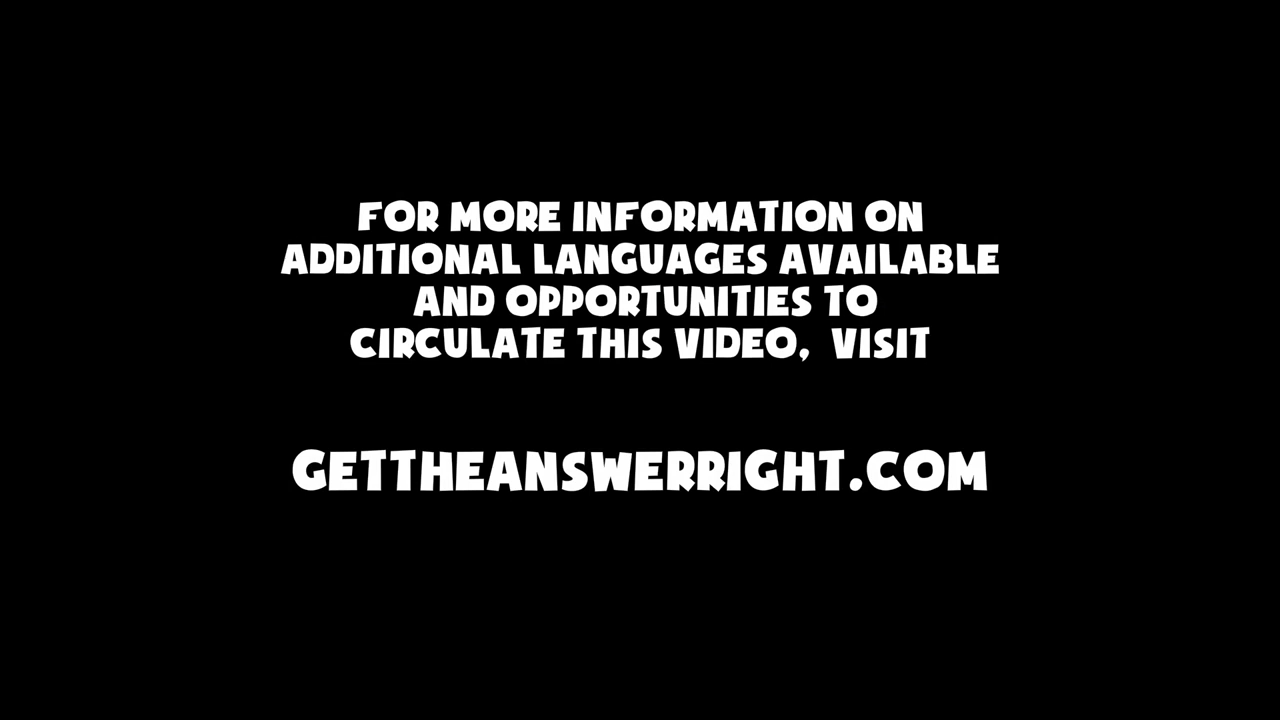 FOR MORE INFORMATION ON
ADDITIONAL LANGUAGES AVAILABLE
AND OPPORTUNITIES TO
CIRCULATE THIS VIDEO, VISIT
GETTHEANSWERRIGHT.COM